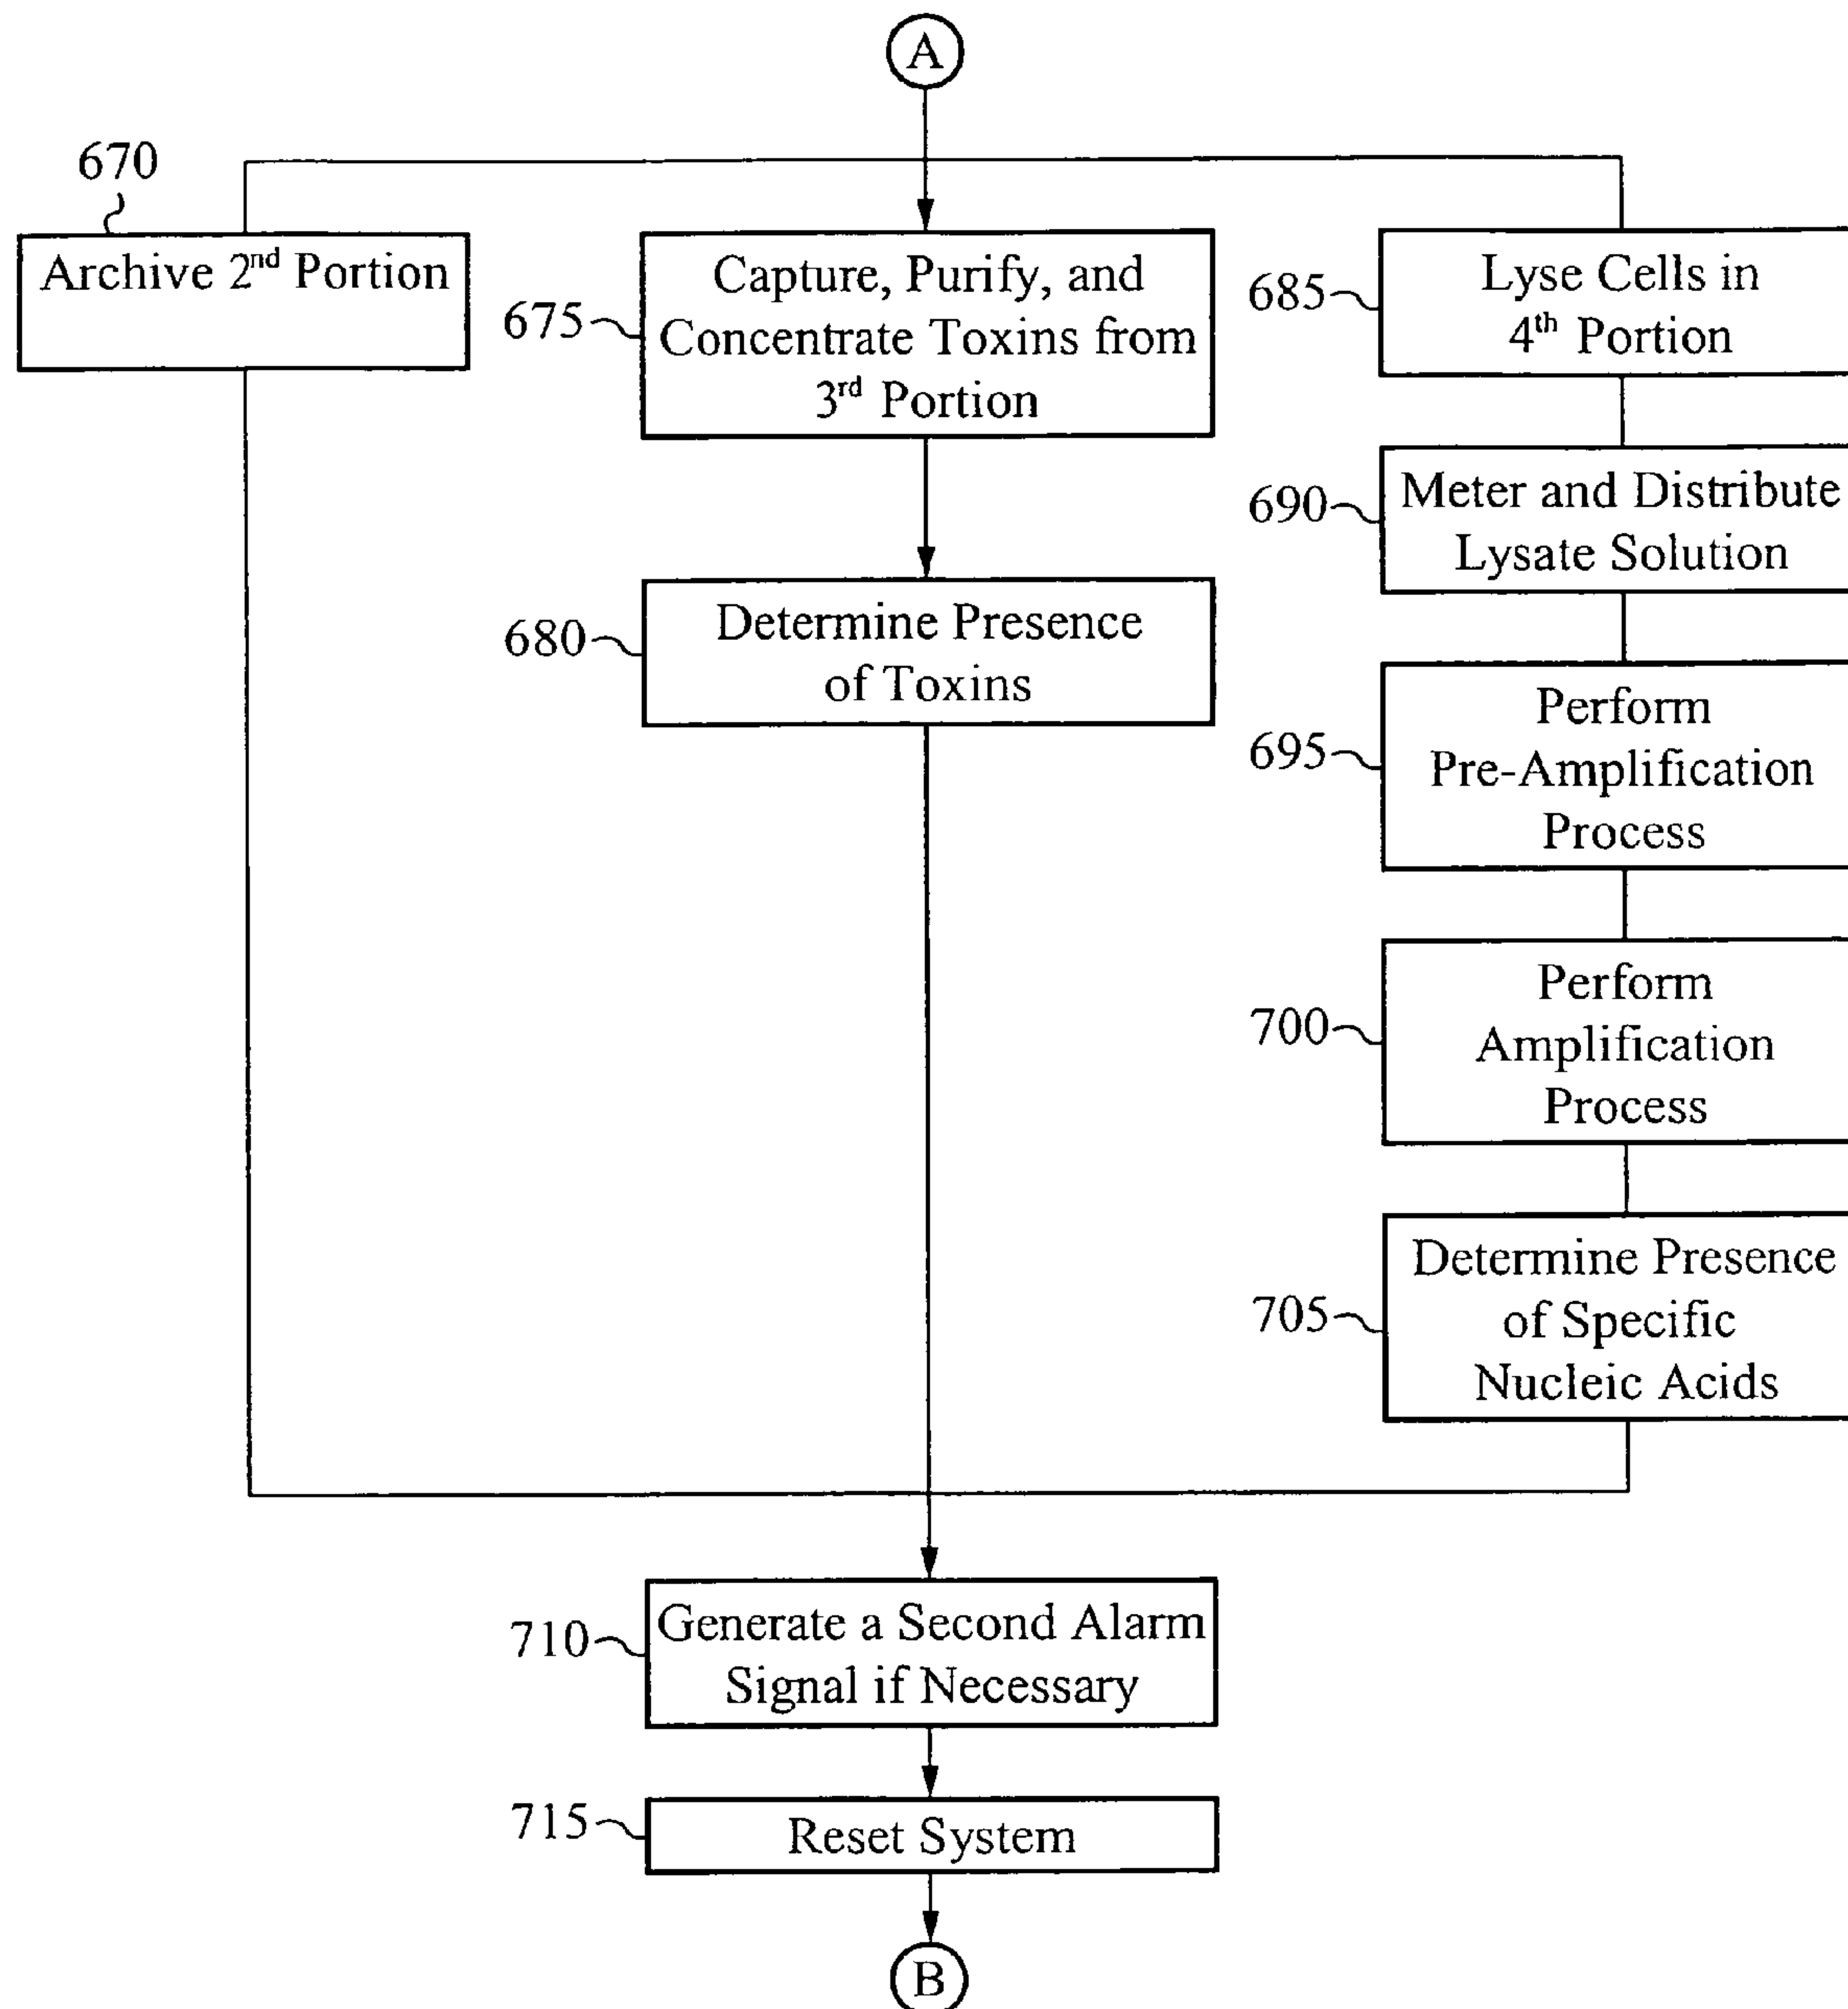 A
670
Archive 2nd Portion
675
Capture, Purify, and
Concentrate Toxins from
3rd Portion
680
Determine Presence
of Toxins
685
Lyse Cells in
4th Portion
690
Meter and Distribute
Lysate Solution
695
Perform
Pre-Amplification
Process
700
Perform
Amplification
Process
705
Determine Presence
of Specific
Nucleic Acids
710
Generate a Second Alarm
Signal if Necessary
715
Reset System
B